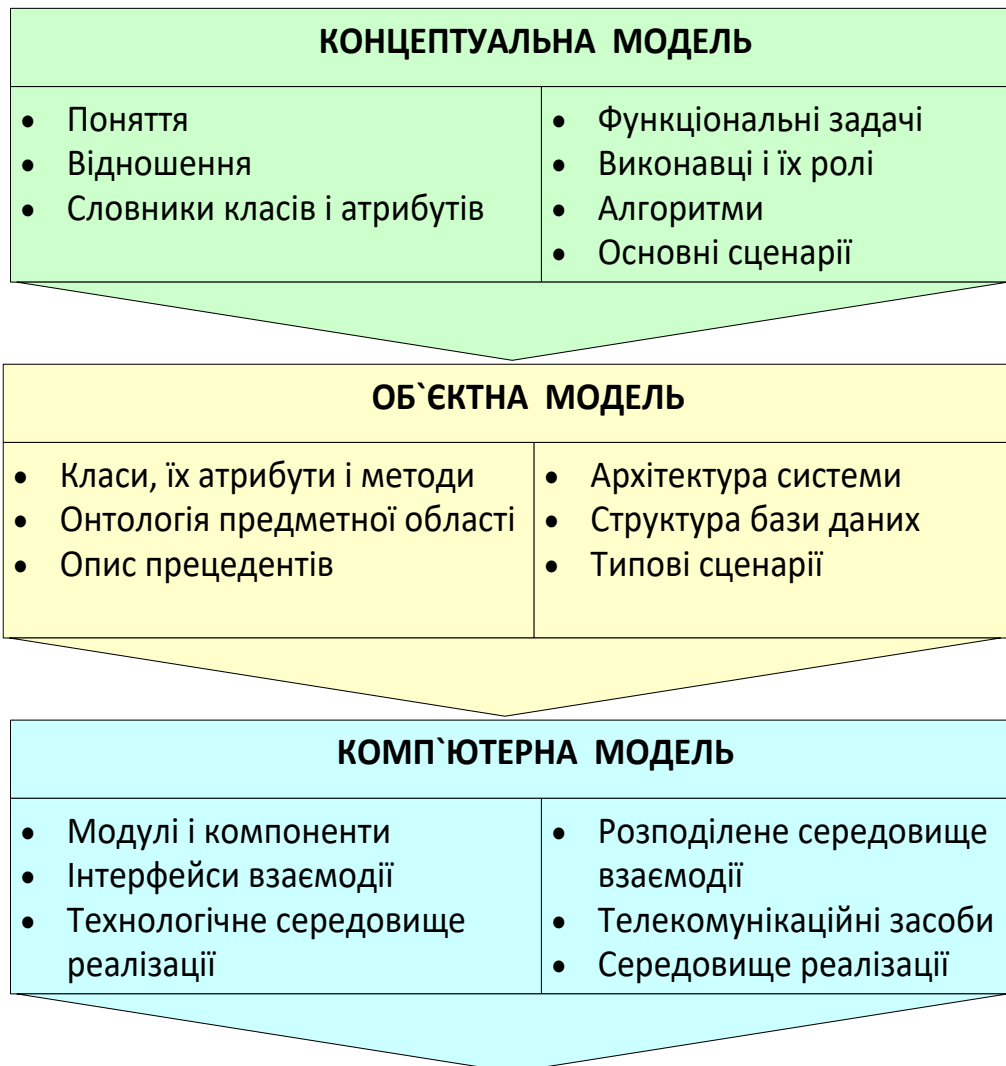 КОНЦЕПТУАЛЬНА МОДЕЛЬ
• Поняття
• Відношення
• Словники класів і атрибутів
• Функціональні задачі
• Виконавці і їх ролі
• Алгоритми
• Основні сценарії
ОБ`ЄКТНА МОДЕЛЬ
• Класи, їх атрибути і методи
• Онтологія предметної області
• Опис прецедентів
• Архітектура системи
• Структура бази даних
• Типові сценарії
КОМП`ЮТЕРНА МОДЕЛЬ
• Модулі і компоненти
• Інтерфейси взаємодії
• Технологічне середовище
реалізації
• Розподілене середовище
взаємодії
• Телекомунікаційні засоби
• Середовище реалізації